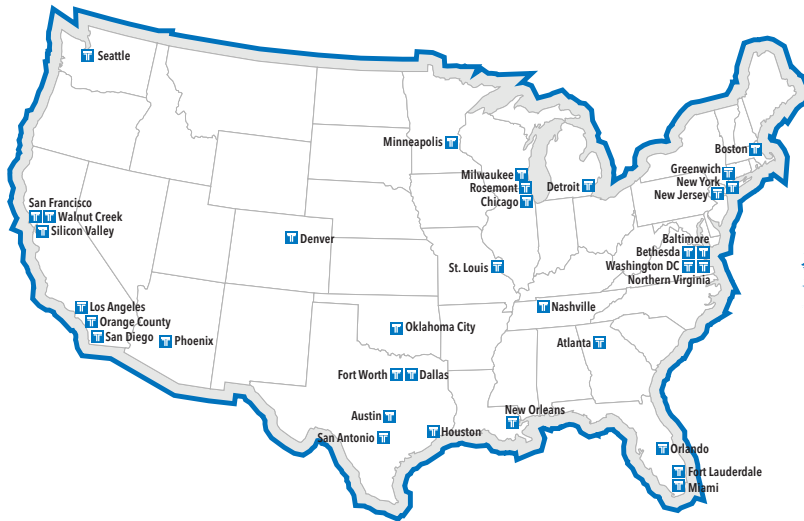 Seattle
Minneapolis
Boston
Milwaukee
Rosemont
Chicago
Detroit
Greenwich
New York
New Jersey
San Francisco
Walnut Creek
Silicon Valley
Denver
St. Louis
Baltimore
Bethesda
Washington DC
Northern Virginia
Los Angeles
Orange County
San Diego
Phoenix
Oklahoma City
Nashville
Atlanta
Fort Worth
Dallas
Austin
San Antonio
Houston
New Orleans
Orlando
Fort Lauderdale
Miami